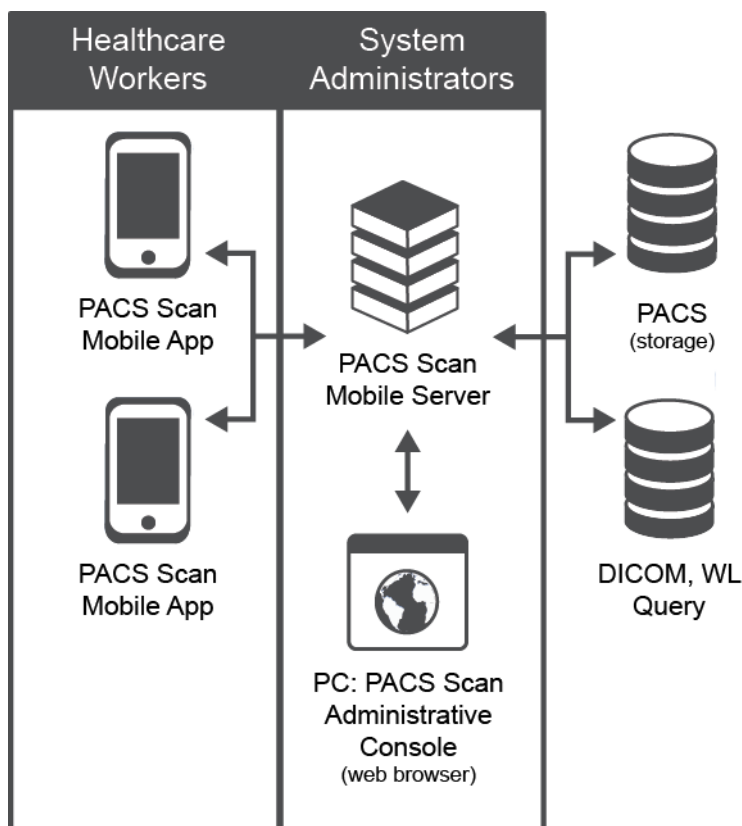 Healthcare
Workers
System
Administrators
PACS Scan
Mobile App
PACS Scan
Mobile App
PACS Scan
Mobile Server
PC: PACS Scan
Administrative
Console
(web browser)
PACS
(storage)
DICOM, WL
Query